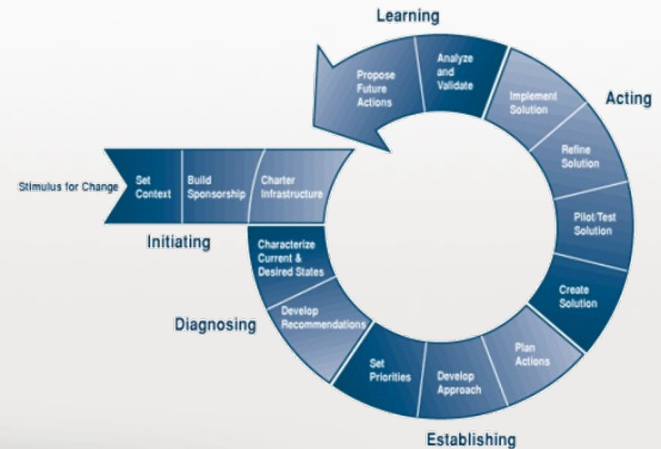 Learning
Propose
Future
Actions
Analyze
and
Validate
Implement
Solution
Acting
Refine
Solution
Stimulus for Change
Set
Context
Build
Sponsorship
Charter
Infrastructure
Pilot/Test
Solution
Initiating
Characterize
Current &
Desired States
Create
Solution
Diagnosing
Develop
Recommendations
Set
Priorities
Develop
Approach
Plan
Actions
Establishing